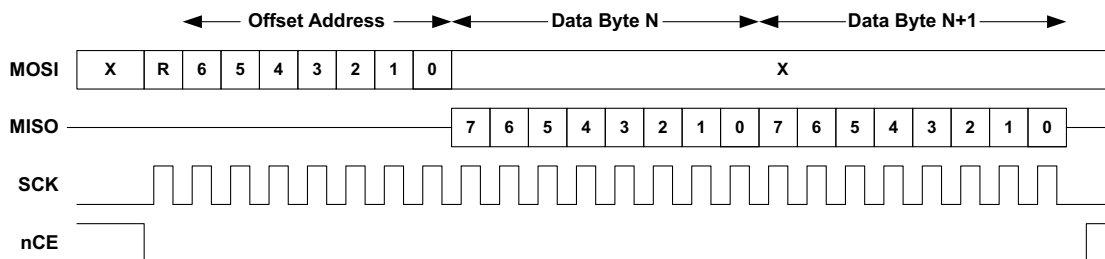 Offset Address Data Byte N Data Byte N+1
MOSI X R 6 5 4 3 2 1 0 X
MISO 7 6 5 4 3 2 1 0 7 6 5 4 3 2 1 0
SCK
nCE